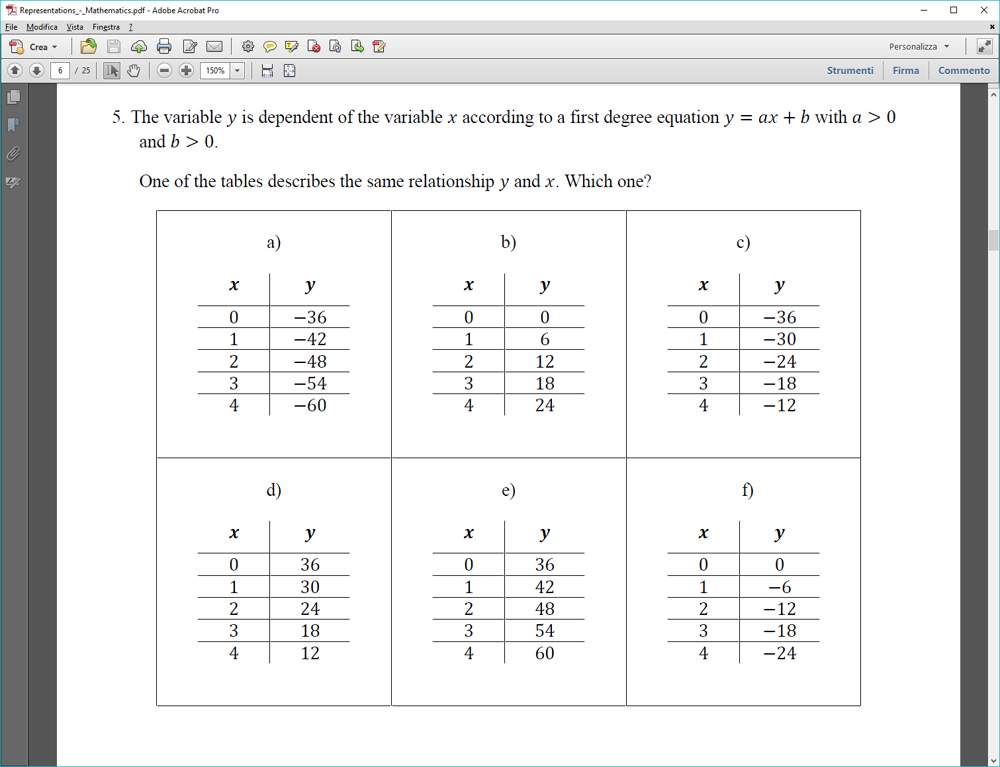 Representations_-_Mathematics.pdf - Adobe Acrobat Pro
File Modifica Vista Finestra ?
Crea Personalizza
6 / 25 150% Strumenti Firma Commento
5. The variable y is dependent of the variable x according to a first degree equation y = ax + b with a > 0
and b > 0.
One of the tables describes the same relationship y and x. Which one?
a) b) c)
x y x y x y
0 −36 0 0 0 −36
1 −42 1 6 1 −30
2 −48 2 12 2 −24
3 −54 3 18 3 −18
4 −60 4 24 4 −12
d) e) f)
x y x y x y
0 36 0 36 0 0
1 30 1 42 1 −6
2 24 2 48 2 −12
3 18 3 54 3 −18
4 12 4 60 4 −24